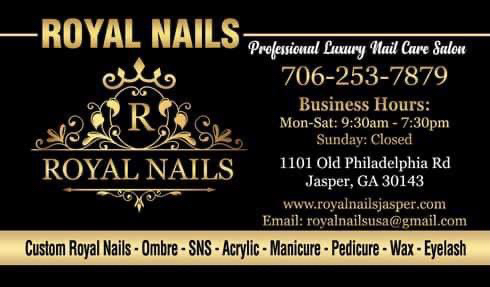 ROYAL NAILS
Professional Luxury Nail Care Salon
706-253-7879
Business Hours:
Mon-Sat: 9:30am - 7:30pm
Sunday: Closed
R
ROYAL NAILS
1101 Old Philadelphia Rd
Jasper, GA 30143
www.royalnailsjasper.com
Email: royalnailsusa@gmail.com
Custom Royal Nails - Ombre - SNS - Acrylic - Manicure - Pedicure - Wax - Eyelash